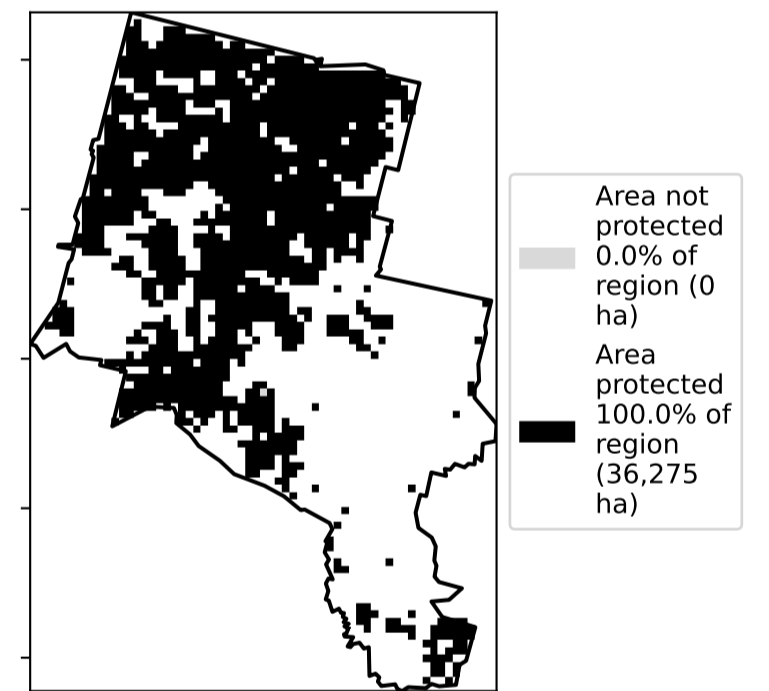 Area not
protected
0.0% of
region (0
ha)
Area
protected
100.0% of
region
(36,275
ha)